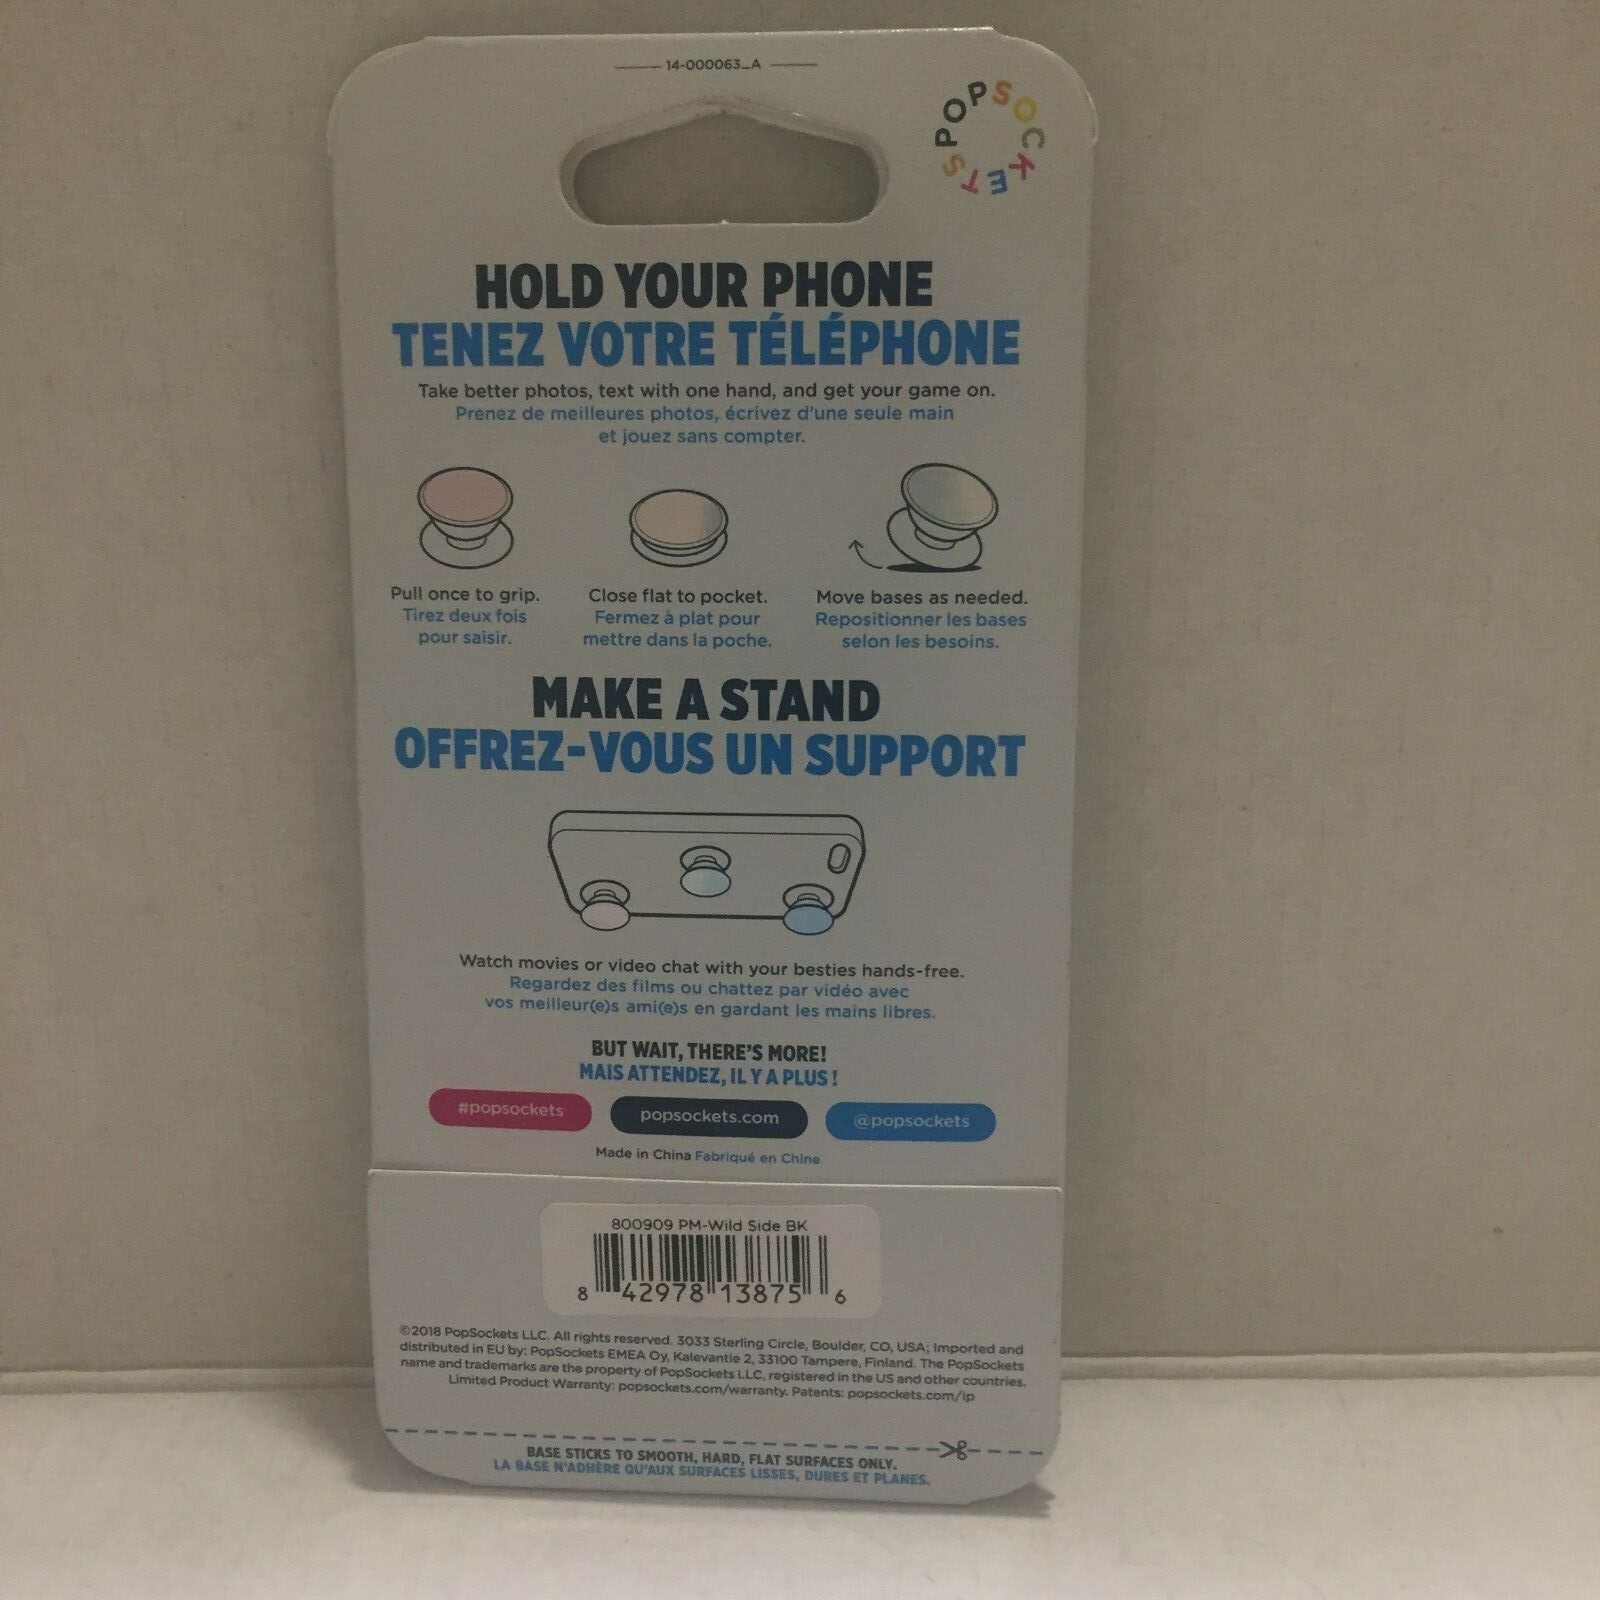 14-000063_A
POPSOCKETS
HOLD YOUR PHONE
TENEZ VOTRE TÉLÉPHONE
Take better photos, text with one hand, and get your game on.
Prenez de meilleures photos, écrivez d'une seule main
et jouez sans compter.
Pull once to grip.
Tirez deux fois
pour saisir.
Close flat to pocket.
Fermez à plat pour
mettre dans la poche.
Move bases as needed.
Repositionner les bases
selon les besoins.
MAKE A STAND
OFFREZ-VOUS UN SUPPORT
Watch movies or video chat with your besties hands-free.
Regardez des films ou chattez par vidéo avec
vos meilleur(e)s ami(e)s en gardant les mains libres.
BUT WAIT, THERE'S MORE!
MAIS ATTENDEZ, IL Y A PLUS !
#popsockets
popsockets.com
@popsockets
Made in China Fabriqué en Chine
800909 PM-Wild Side BK
8 42978 13875 6
©2018 PopSockets LLC. All rights reserved. 3033 Sterling Circle, Boulder, CO, USA; Imported and
distributed in EU by: PopSockets EMEA Oy, Kalevantie 2, 33100 Tampere, Finland. The PopSockets
name and trademarks are the property of PopSockets LLC, registered in the US and other countries.
Limited Product Warranty: popsockets.com/warranty. Patents: popsockets.com/ip
BASE STICKS TO SMOOTH, HARD, FLAT SURFACES ONLY.
LA BASE N'ADHÈRE QU'AUX SURFACES LISSES, DURES ET PLANES.